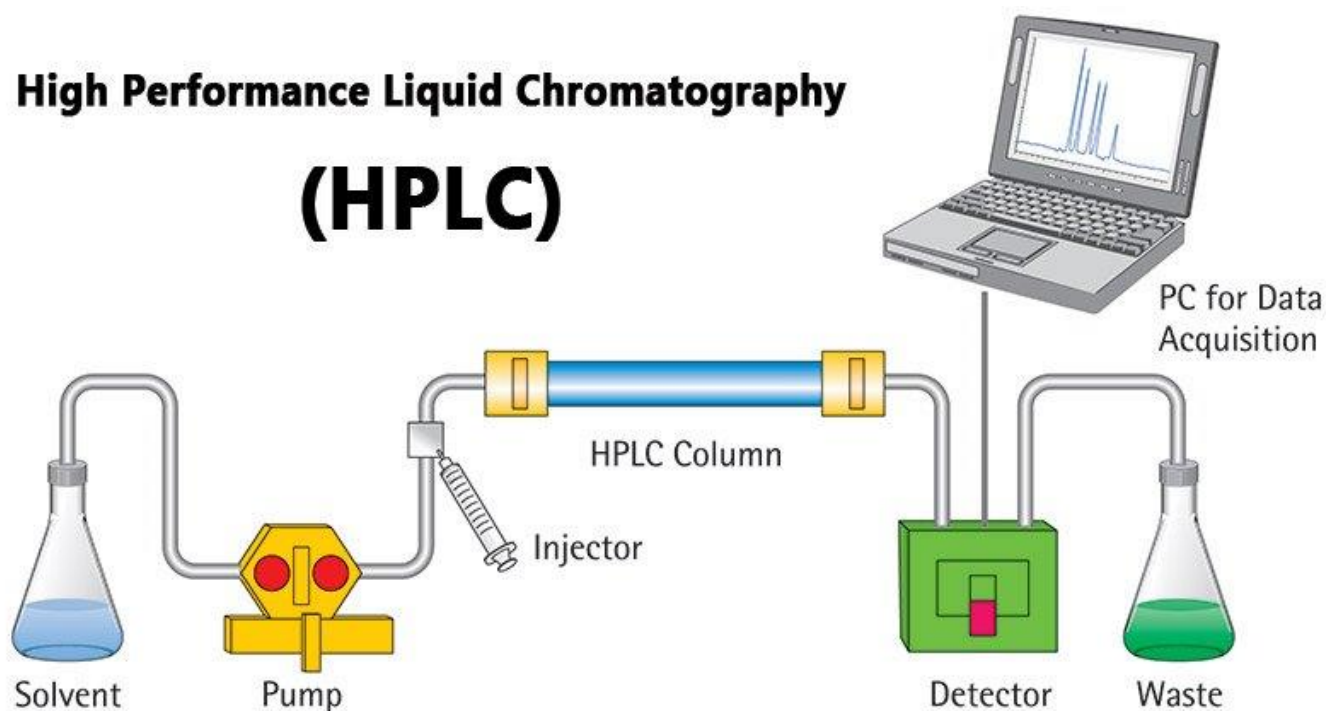 High Performance Liquid Chromatography
(HPLC)
PC for Data
Acquisition
HPLC Column
Injector
Solvent
Pump
Detector
Waste